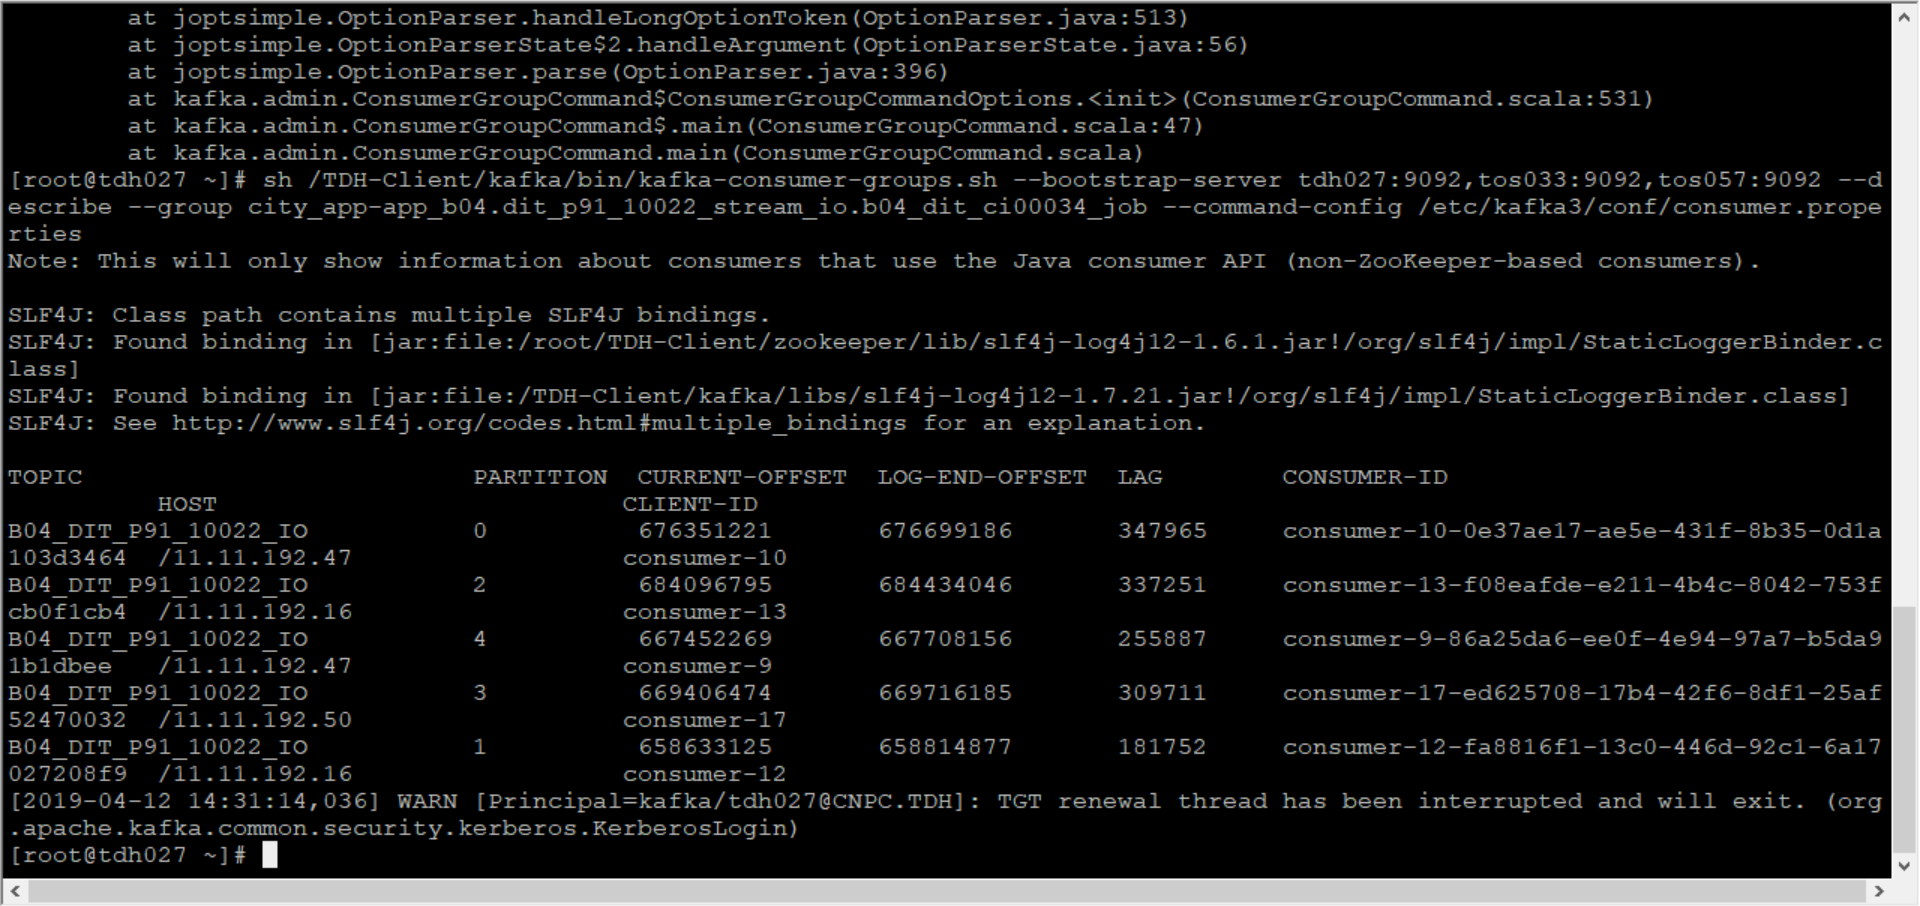 at joptsimple.OptionParser.handleLongOptionToken(OptionParser.java:513)
at joptsimple.OptionParserState$2.handleArgument(OptionParserState.java:56)
at joptsimple.OptionParser.parse(OptionParser.java:396)
at kafka.admin.ConsumerGroupCommand$ConsumerGroupCommandOptions.<init>(ConsumerGroupCommand.scala:531)
at kafka.admin.ConsumerGroupCommand$.main(ConsumerGroupCommand.scala:47)
at kafka.admin.ConsumerGroupCommand.main(ConsumerGroupCommand.scala)
[root@tdh027 ~]# sh /TDH-Client/kafka/bin/kafka-consumer-groups.sh --bootstrap-server tdh027:9092,tos033:9092,tos057:9092 --d
escribe --group city_app-app_b04.dit_p91_10022_stream_io.b04_dit_ci00034_job --command-config /etc/kafka3/conf/consumer.prope
rties
Note: This will only show information about consumers that use the Java consumer API (non-ZooKeeper-based consumers).
SLF4J: Class path contains multiple SLF4J bindings.
SLF4J: Found binding in [jar:file:/root/TDH-Client/zookeeper/lib/slf4j-log4j12-1.6.1.jar!/org/slf4j/impl/StaticLoggerBinder.c
lass]
SLF4J: Found binding in [jar:file:/TDH-Client/kafka/libs/slf4j-log4j12-1.7.21.jar!/org/slf4j/impl/StaticLoggerBinder.class]
SLF4J: See http://www.slf4j.org/codes.html#multiple_bindings for an explanation.
TOPIC PARTITION CURRENT-OFFSET LOG-END-OFFSET LAG CONSUMER-ID
HOST CLIENT-ID
B04_DIT_P91_10022_IO 0 676351221 676699186 347965 consumer-10-0e37ae17-ae5e-431f-8b35-0d1a
103d3464 /11.11.192.47 consumer-10
B04_DIT_P91_10022_IO 2 684096795 684434046 337251 consumer-13-f08eafde-e211-4b4c-8042-753f
cb0f1cb4 /11.11.192.16 consumer-13
B04_DIT_P91_10022_IO 4 667452269 667708156 255887 consumer-9-86a25da6-ee0f-4e94-97a7-b5da9
1b1dbee /11.11.192.47 consumer-9
B04_DIT_P91_10022_IO 3 669406474 669716185 309711 consumer-17-ed625708-17b4-42f6-8df1-25af
52470032 /11.11.192.50 consumer-17
B04_DIT_P91_10022_IO 1 658633125 658814877 181752 consumer-12-fa8816f1-13c0-446d-92c1-6a17
027208f9 /11.11.192.16 consumer-12
[2019-04-12 14:31:14,036] WARN [Principal=kafka/tdh027@CNPC.TDH]: TGT renewal thread has been interrupted and will exit. (org
.apache.kafka.common.security.kerberos.KerberosLogin)
[root@tdh027 ~]#